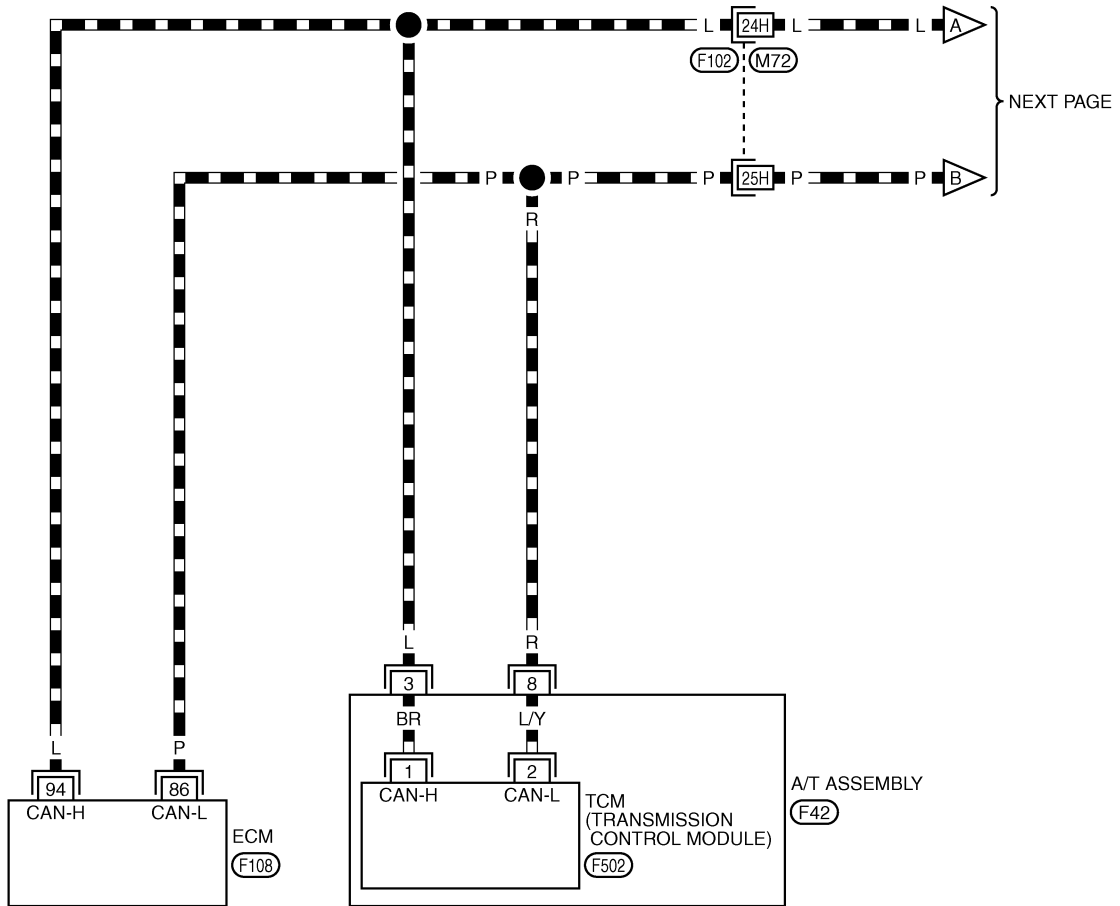 L 24H L L A
F102 M72
NEXT PAGE
P P P 25H P P B
R
L R
3 8
BR L/Y
L P
1 2
94 86
CAN-H CAN-L
CAN-H CAN-L
A/T ASSEMBLY
F42
TCM
(TRANSMISSION
CONTROL MODULE)
F502
ECM
F108